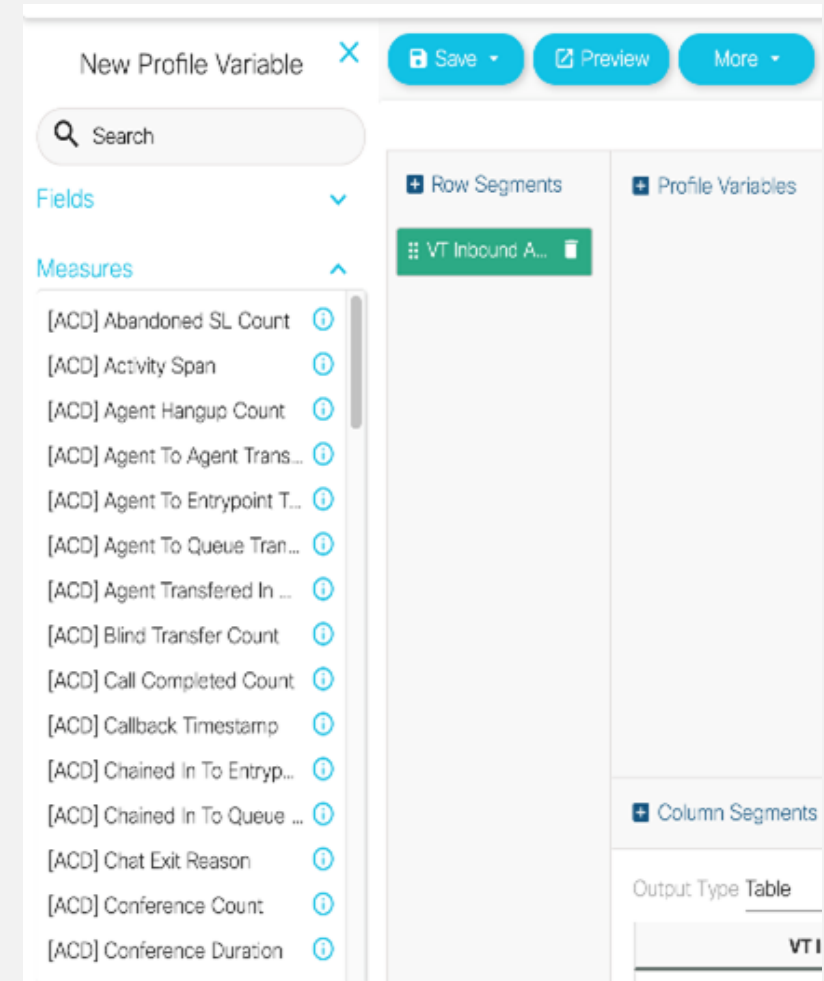 New Profile Variable
Search
Fields
Measures
[ACD] Abandoned SL Count
[ACD] Activity Span
[ACD] Agent Hangup Count
[ACD] Agent To Agent Trans...
[ACD] Agent To Entrypoint T...
[ACD] Agent To Queue Tran...
[ACD] Agent Transfered In ...
[ACD] Blind Transfer Count
[ACD] Call Completed Count
[ACD] Callback Timestamp
[ACD] Chained In To Entryp...
[ACD] Chained In To Queue ...
[ACD] Chat Exit Reason
[ACD] Conference Count
[ACD] Conference Duration
Save
Preview
More
Row Segments
VT Inbound A...
Profile Variables
Column Segments
Output Type Table
VT I